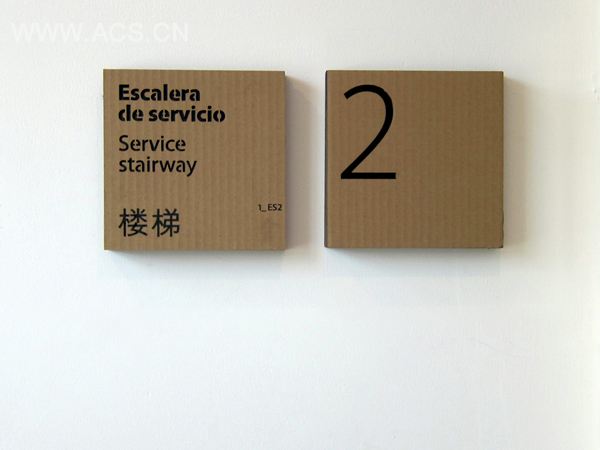 WWW.ACS.CN
Escalera
de servicio
Service
stairway
1_ES2
楼梯
2